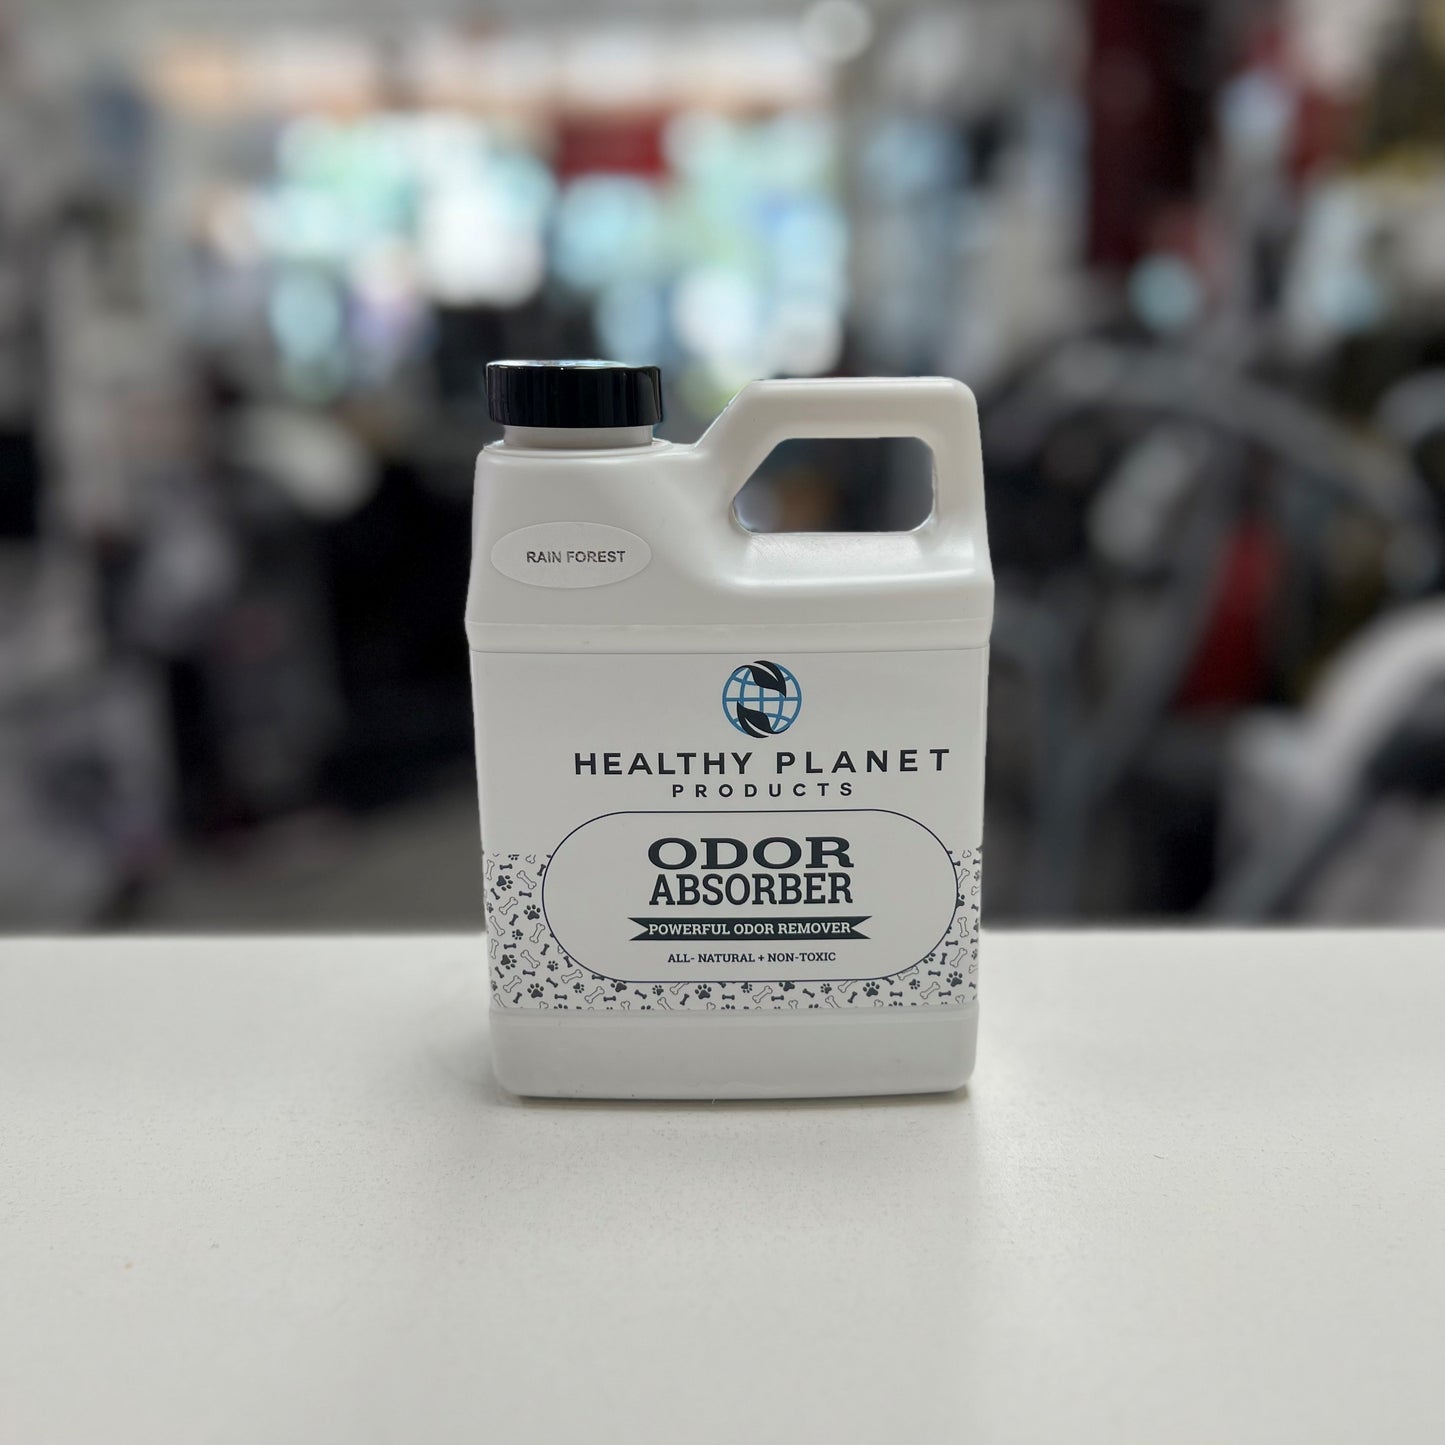 RAIN FOREST
HEALTHY PLANET
PRODUCTS
ODOR
ABSORBER
POWERFUL ODOR REMOVER
ALL- NATURAL + NON-TOXIC